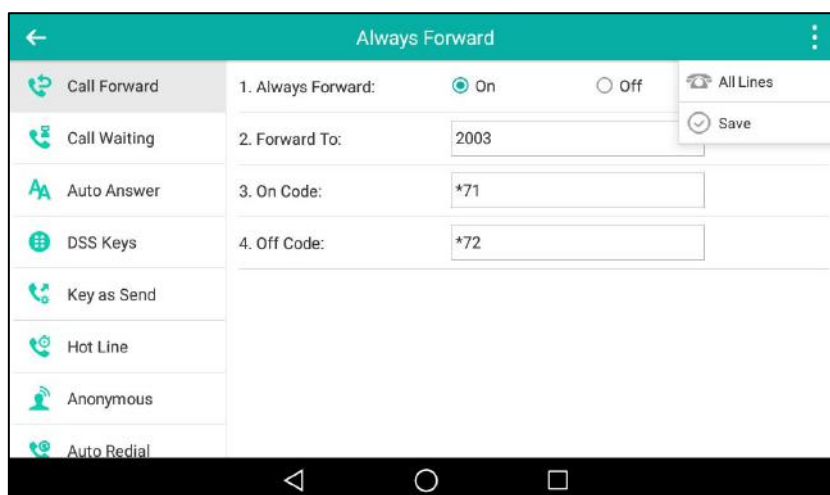 Always Forward
Call Forward
Call Waiting
Auto Answer
DSS Keys
Key as Send
Hot Line
Anonymous
Auto Redial
1. Always Forward: On Off
2. Forward To: 2003
3. On Code: *71
4. Off Code: *72
All Lines
Save